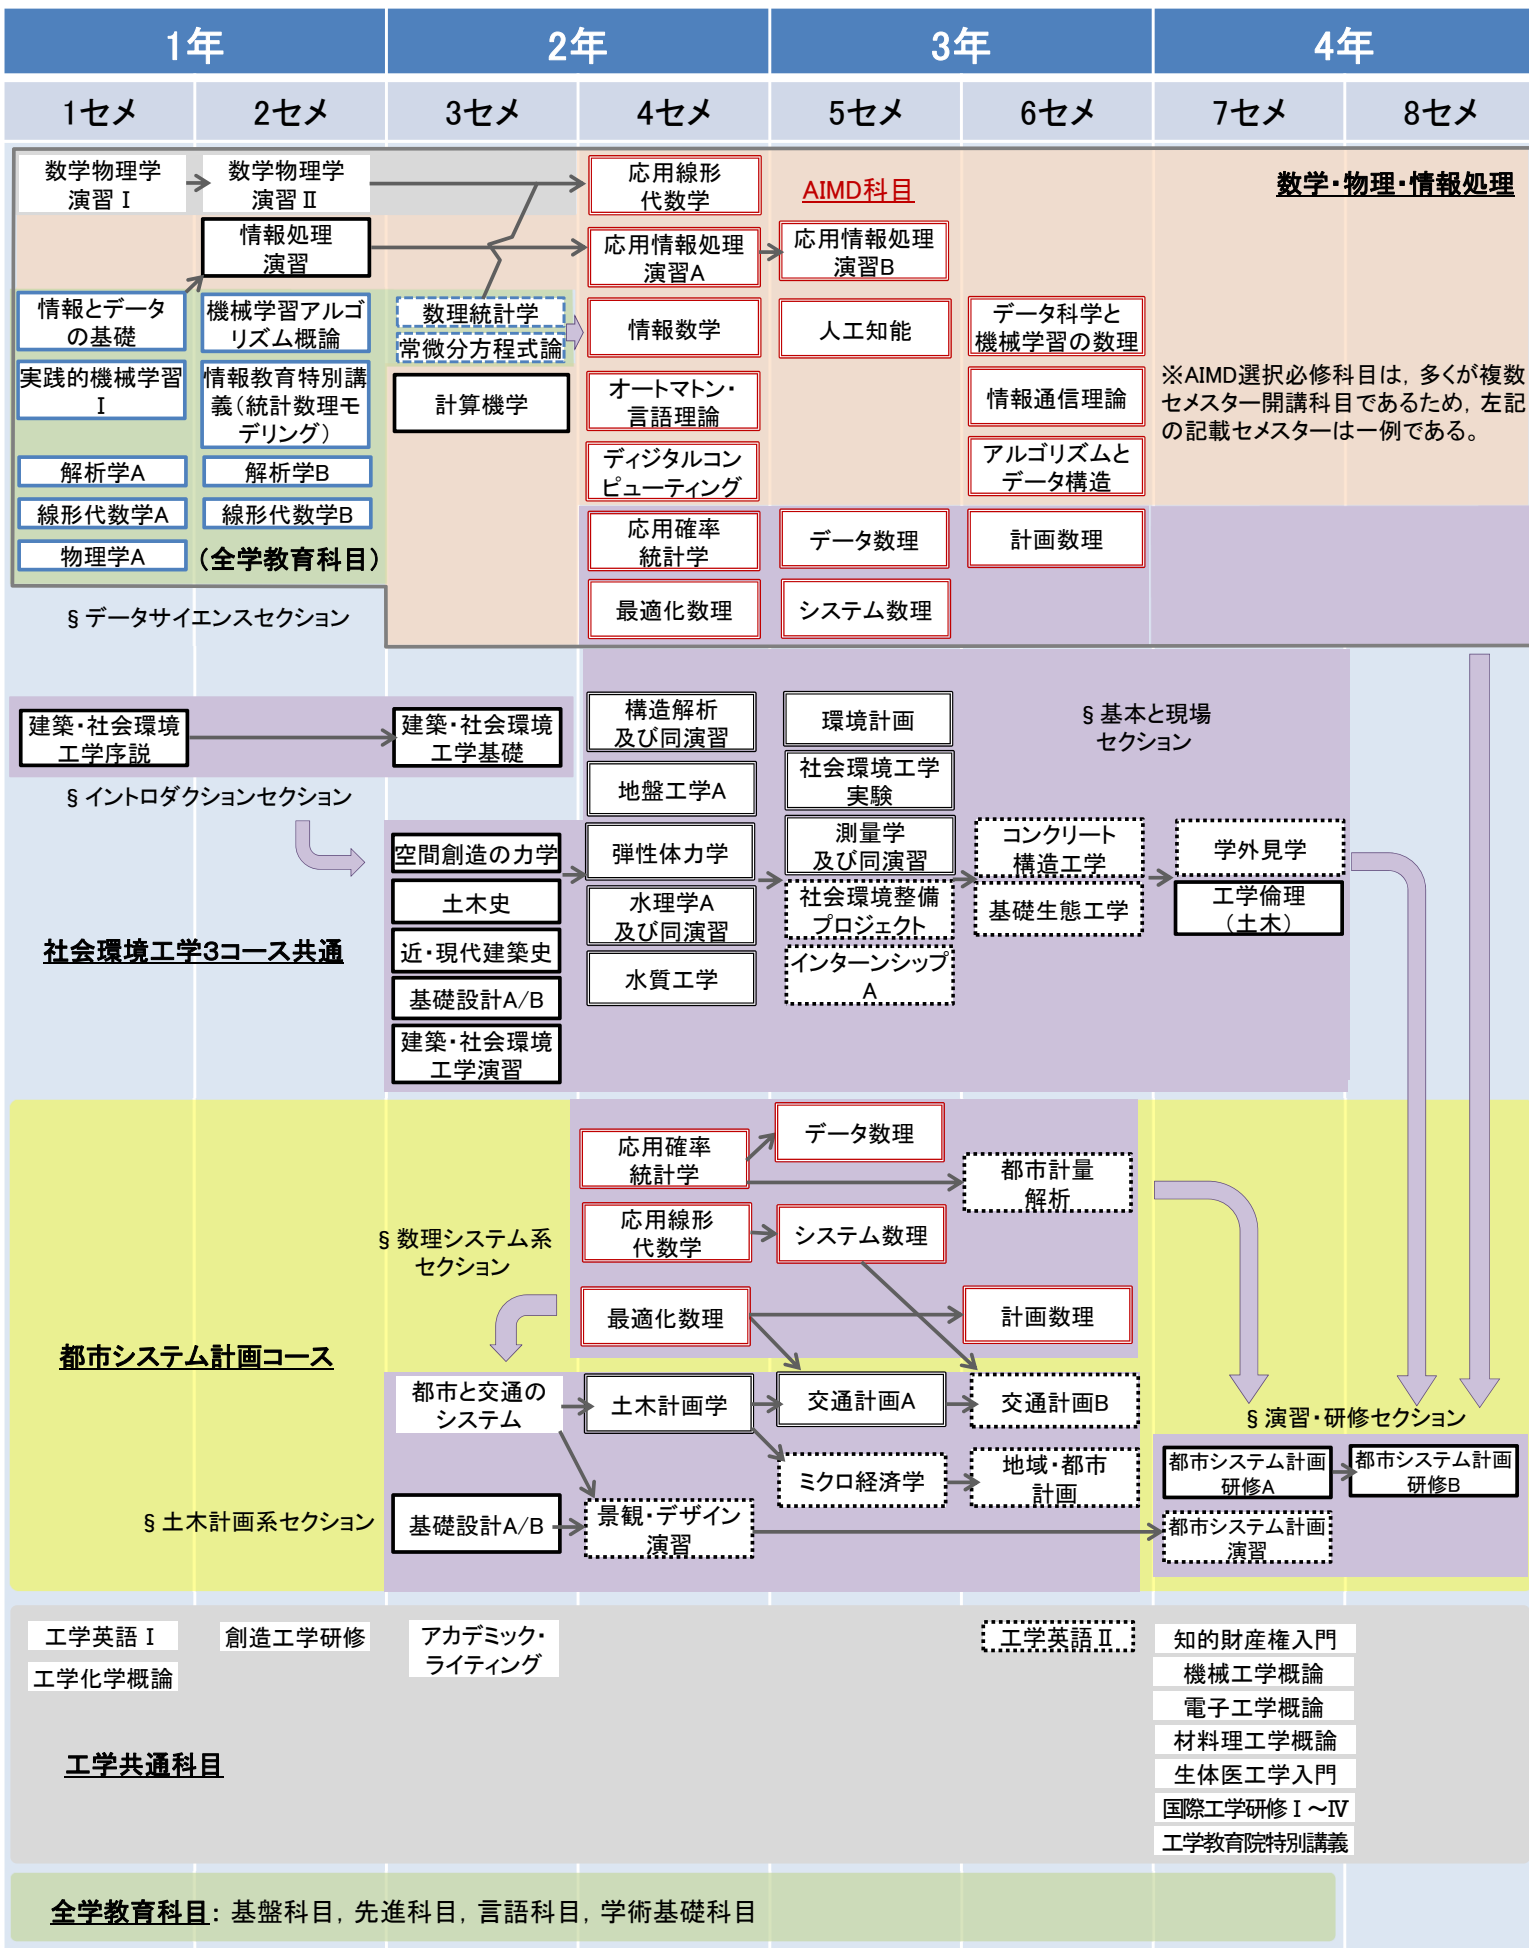 1年
2年
3年
4年
1セメ
2セメ
3セメ
4セメ
5セメ
6セメ
7セメ
8セメ
数学物理学
演習Ⅰ
数学物理学
演習Ⅱ
応用線形
代数学
AIMD科目
数学・物理・情報処理
情報処理
演習
応用情報処理
演習A
応用情報処理
演習B
情報とデータ
の基礎
機械学習アルゴ
リズム概論
数理統計学
常微分方程式論
情報数学
人工知能
データ科学と
機械学習の数理
実践的機械学習
Ⅰ
情報教育特別講
義(統計数理モ
デリング)
計算機学
オートマトン・
言語理論
情報通信理論
※AIMD選択必修科目は，多くが複数
セメスター開講科目であるため，左記
の記載セメスターは一例である。
解析学A
解析学B
ディジタルコン
ピューティング
アルゴリズムと
データ構造
線形代数学A
線形代数学B
物理学A
(全学教育科目)
応用確率
統計学
データ数理
計画数理
§データサイエンスセクション
最適化数理
システム数理
建築・社会環境
工学序説
建築・社会環境
工学基礎
構造解析
及び同演習
環境計画
§基本と現場
セクション
§イントロダクションセクション
地盤工学A
社会環境工学
実験
空間創造の力学
弾性体力学
測量学
及び同演習
コンクリート
構造工学
学外見学
土木史
水理学A
及び同演習
社会環境整備
プロジェクト
基礎生態工学
工学倫理
(土木)
社会環境工学3コース共通
近・現代建築史
水質工学
インターンシップ
A
基礎設計A/B
建築・社会環境
工学演習
応用確率
統計学
データ数理
都市計量
解析
§数理システム系
セクション
応用線形
代数学
システム数理
最適化数理
計画数理
都市システム計画コース
都市と交通の
システム
土木計画学
交通計画A
交通計画B
§演習・研修セクション
ミクロ経済学
地域・都市
計画
都市システム計画
研修A
都市システム計画
研修B
§土木計画系セクション
基礎設計A/B
景観・デザイン
演習
都市システム計画
演習
工学英語Ⅰ
創造工学研修
アカデミック・
ライティング
工学英語Ⅱ
知的財産権入門
工学化学概論
機械工学概論
電子工学概論
材料理工学概論
工学共通科目
生体医工学入門
国際工学研修Ⅰ～Ⅳ
工学教育院特別講義
全学教育科目：基盤科目，先進科目，言語科目，学術基礎科目